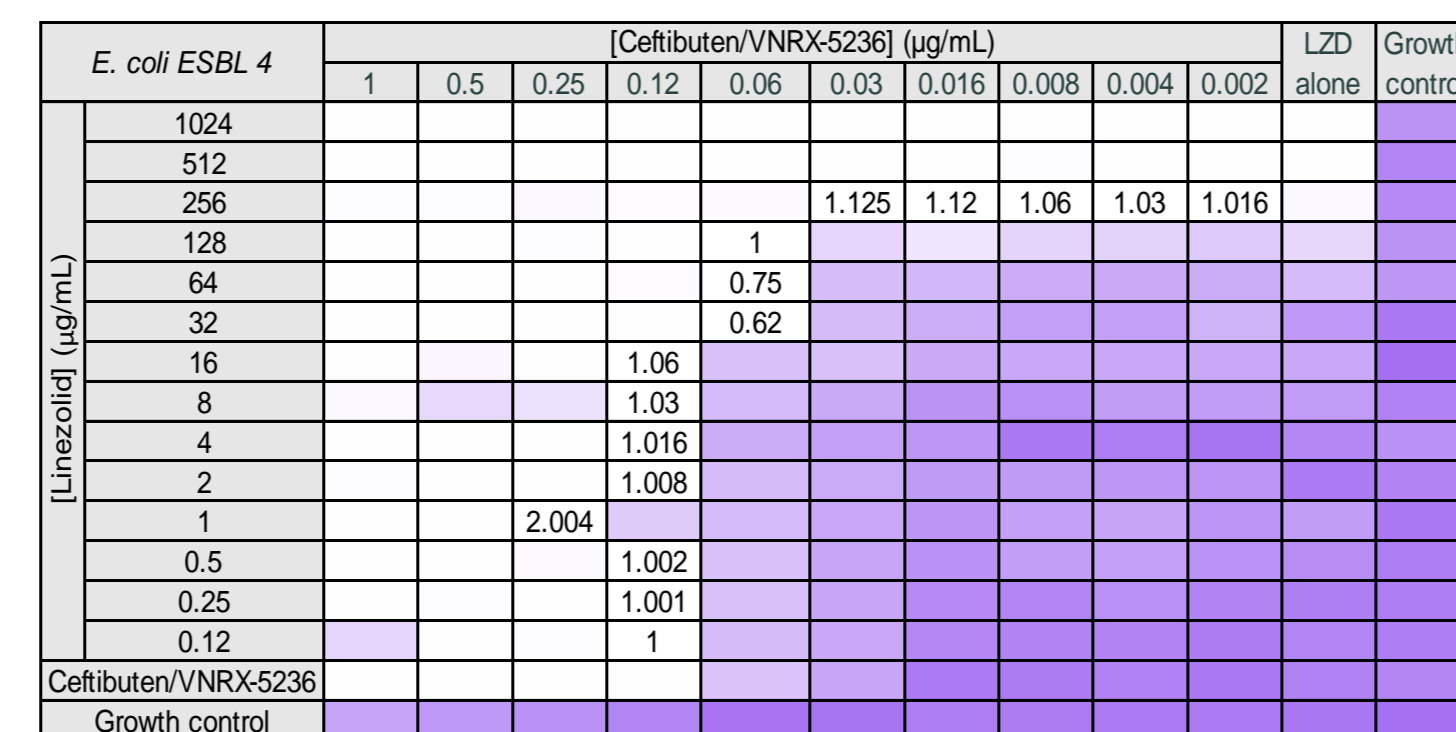 E. coli ESBL 4
[Ceftibuten/VNRX-5236] (µg/mL)
LZD alone
Growth contro
1 0.5 0.25 0.12 0.06 0.03 0.016 0.008 0.004 0.002
[Linezolid] (µg/mL)
1024
512
256 1.125 1.12 1.06 1.03 1.016
128 1
64 0.75
32 0.62
16 1.06
8 1.03
4 1.016
2 1.008
1 2.004
0.5 1.002
0.25 1.001
0.12 1
Ceftibuten/VNRX-5236
Growth control